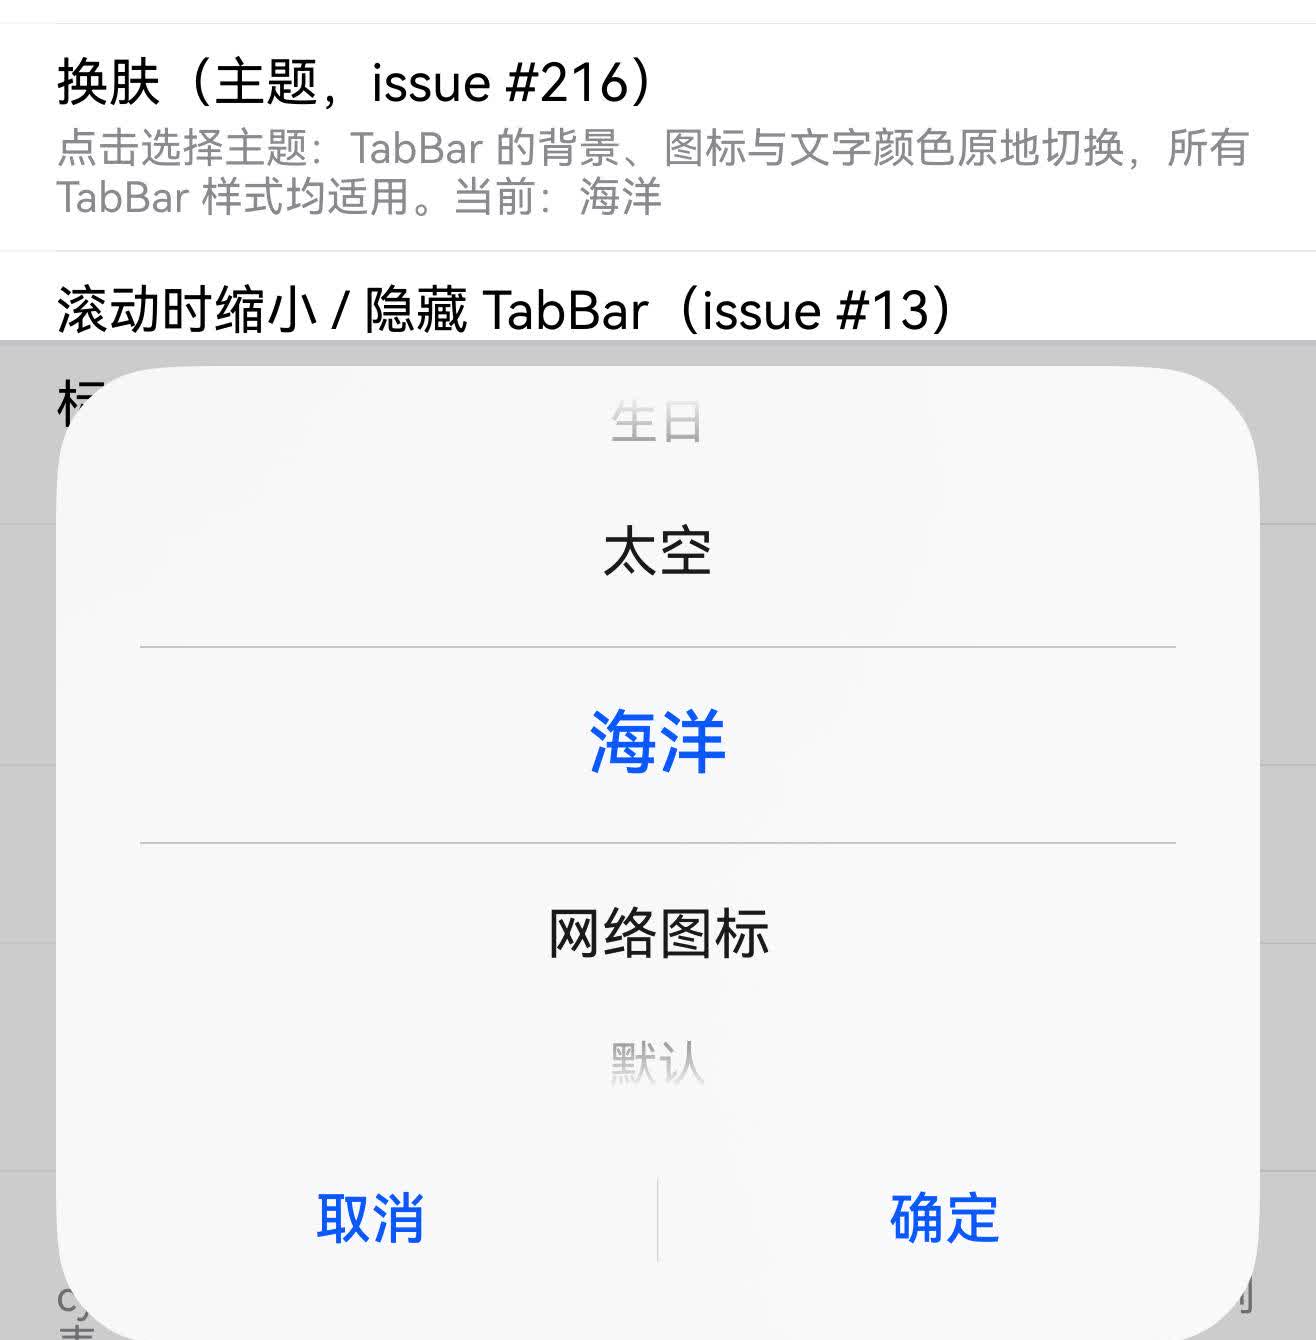 换肤（主题，issue #216）
点击选择主题：TabBar 的背景、图标与文字颜色原地切换，所有
TabBar 样式均适用。当前：海洋
滚动时缩小 / 隐藏 TabBar（issue #13）
生日
太空
海洋
网络图标
默认
取消
确定